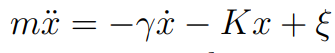 mẍ = −γẋ − Kx + ξ